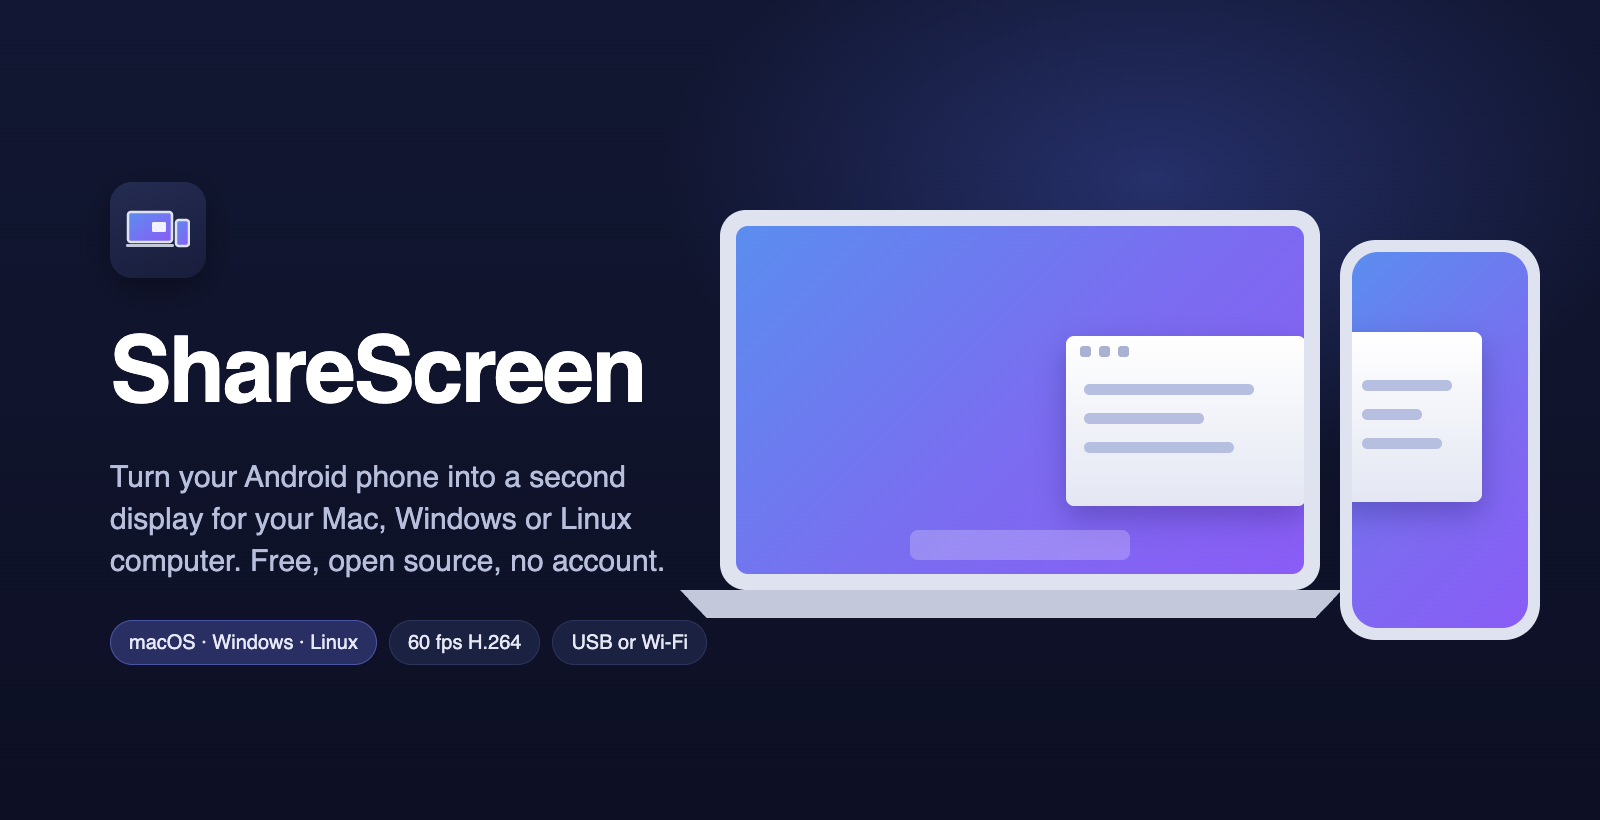 ShareScreen
Turn your Android phone into a second
display for your Mac, Windows or Linux
computer. Free, open source, no account.
macOS · Windows · Linux
60 fps H.264
USB or Wi-Fi